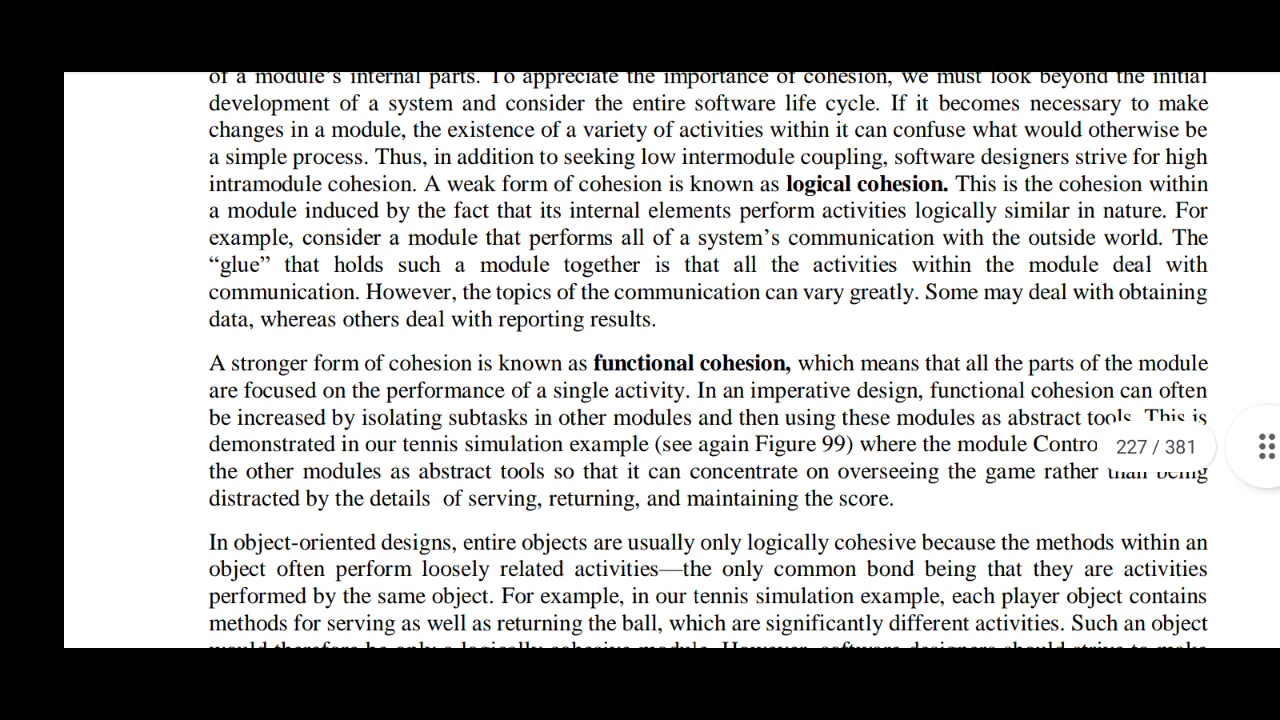 of a module's internal parts. To appreciate the importance of cohesion, we must look beyond the initial
development of a system and consider the entire software life cycle. If it becomes necessary to make
changes in a module, the existence of a variety of activities within it can confuse what would otherwise be
a simple process. Thus, in addition to seeking low intermodule coupling, software designers strive for high
intramodule cohesion. A weak form of cohesion is known as logical cohesion. This is the cohesion within
a module induced by the fact that its internal elements perform activities logically similar in nature. For
example, consider a module that performs all of a system’s communication with the outside world. The
“glue” that holds such a module together is that all the activities within the module deal with
communication. However, the topics of the communication can vary greatly. Some may deal with obtaining
data, whereas others deal with reporting results.
A stronger form of cohesion is known as functional cohesion, which means that all the parts of the module
are focused on the performance of a single activity. In an imperative design, functional cohesion can often
be increased by isolating subtasks in other modules and then using these modules as abstract tools. This is
demonstrated in our tennis simulation example (see again Figure 99) where the module Contro
227 / 381
the other modules as abstract tools so that it can concentrate on overseeing the game rather than being
distracted by the details of serving, returning, and maintaining the score.
In object-oriented designs, entire objects are usually only logically cohesive because the methods within an
object often perform loosely related activities—the only common bond being that they are activities
performed by the same object. For example, in our tennis simulation example, each player object contains
methods for serving as well as returning the ball, which are significantly different activities. Such an object
would therefore be only a logically cohesive module. However, software designers should strive to make